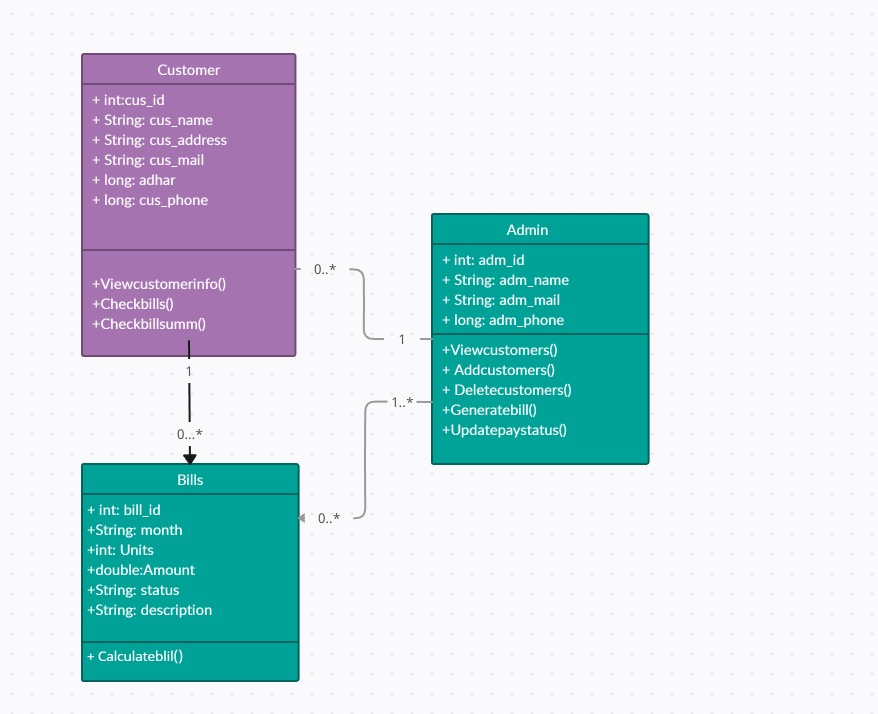 Customer
+ int:cus_id
+ String: cus_name
+ String: cus_address
+ String: cus_mail
+ long: adhar
+ long: cus_phone
+Viewcustomerinfo()
+Checkbills()
+Checkbillsumm()
0..*
1
Admin
+ int: adm_id
+ String: adm_name
+ String: adm_mail
+ long: adm_phone
+Viewcustomers()
+ Addcustomers()
+ Deletecustomers()
+Generatebill()
+Updatepaystatus()
1
0...*
1..*
0..*
Bills
+ int: bill_id
+String: month
+int: Units
+double:Amount
+String: status
+String: description
+ Calculateblil()